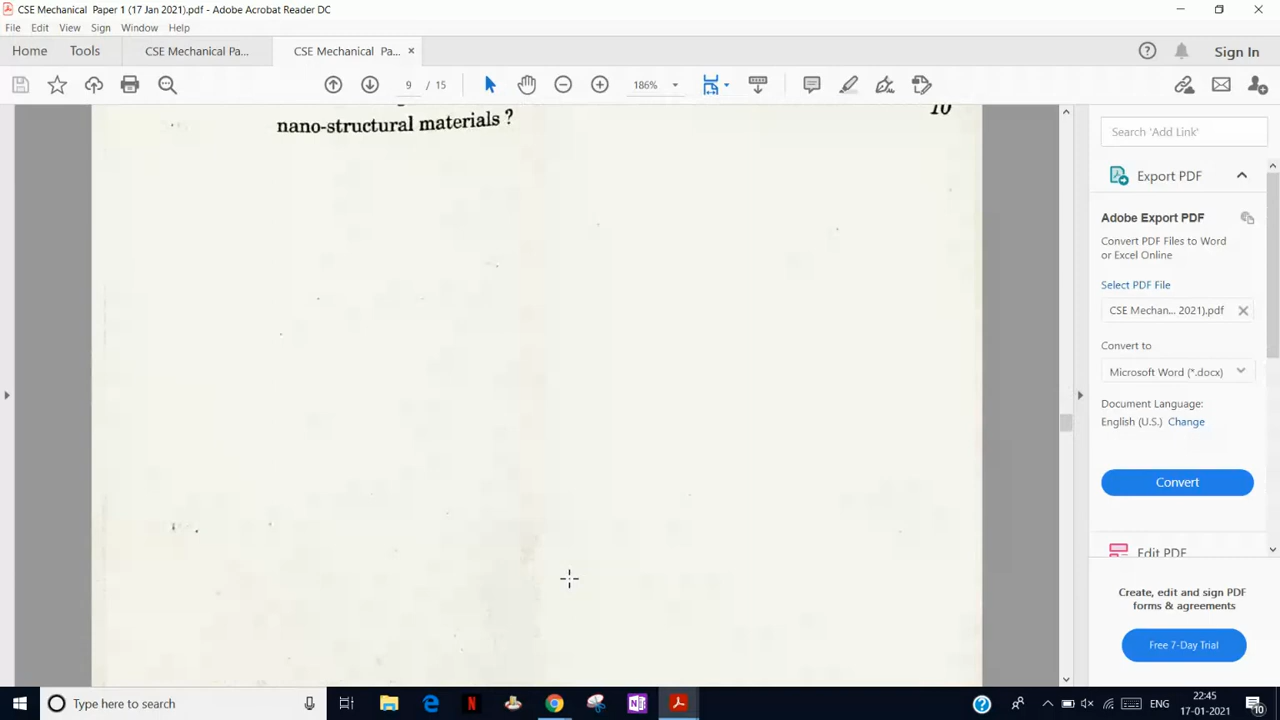 CSE Mechanical Paper 1 (17 Jan 2021).pdf - Adobe Acrobat Reader DC
File Edit View Sign Window Help
Home Tools CSE Mechanical Pa... CSE Mechanical Pa... × Sign In
9 / 15 186%
10
nano-structural materials ?
Search 'Add Link'
Export PDF
Adobe Export PDF
Convert PDF Files to Word
or Excel Online
Select PDF File
CSE Mechan... 2021).pdf
Convert to
Microsoft Word (*.docx)
Document Language:
English (U.S.) Change
Convert
Edit PDF
Create, edit and sign PDF
forms & agreements
Free 7-Day Trial
Type here to search
ENG
22:45
17-01-2021
10